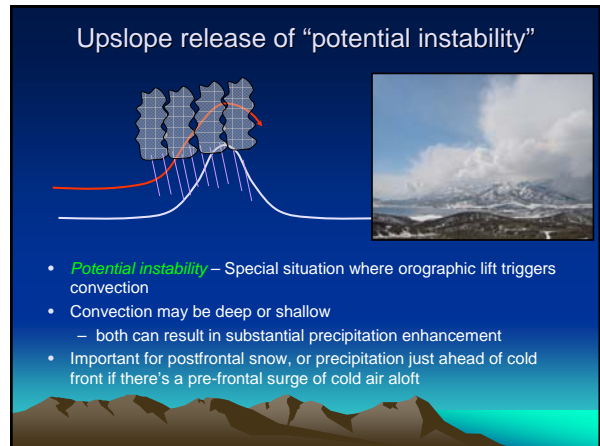 Upslope release of “potential instability”
• Potential instability – Special situation where orographic lift triggers
convection
• Convection may be deep or shallow
– both can result in substantial precipitation enhancement
• Important for postfrontal snow, or precipitation just ahead of cold
front if there’s a pre-frontal surge of cold air aloft